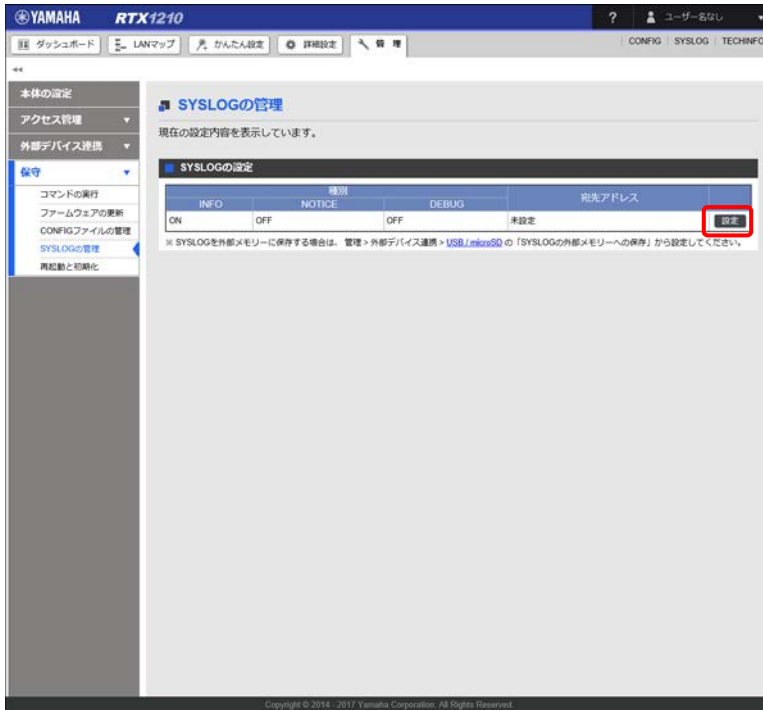 YAMAHA RTX1210 ? ユーザー名なし
ダッシュボード LANマップ かんたん設定 詳細設定 管理 CONFIG SYSLOG TECHINFO
本体の設定
アクセス管理
外部デバイス連携
保守
コマンドの実行
ファームウェアの更新
CONFIGファイルの管理
SYSLOGの管理
再起動と初期化
SYSLOGの管理
現在の設定内容を表示しています。
SYSLOGの設定
種別 宛先アドレス
INFO NOTICE DEBUG
ON OFF OFF 未設定 設定
※ SYSLOGを外部メモリーに保存する場合は、 管理 > 外部デバイス連携 > USB / microSD の「SYSLOGの外部メモリーへの保存」から設定してください。
Copyright © 2014 - 2017 Yamaha Corporation. All Rights Reserved.